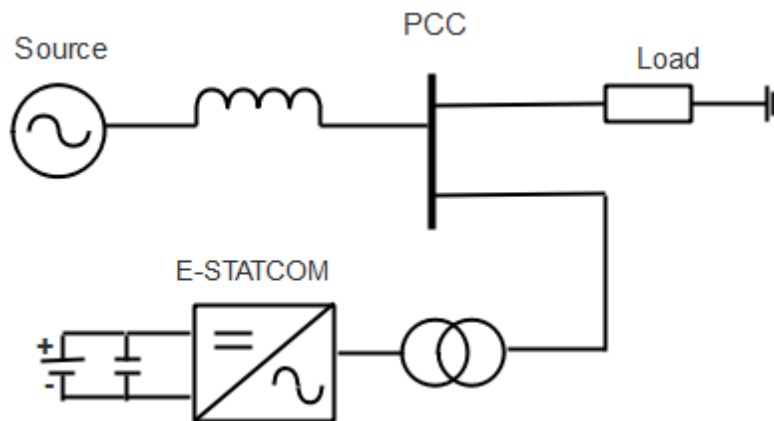 PCC
Source
Load
E-STATCOM
+
-